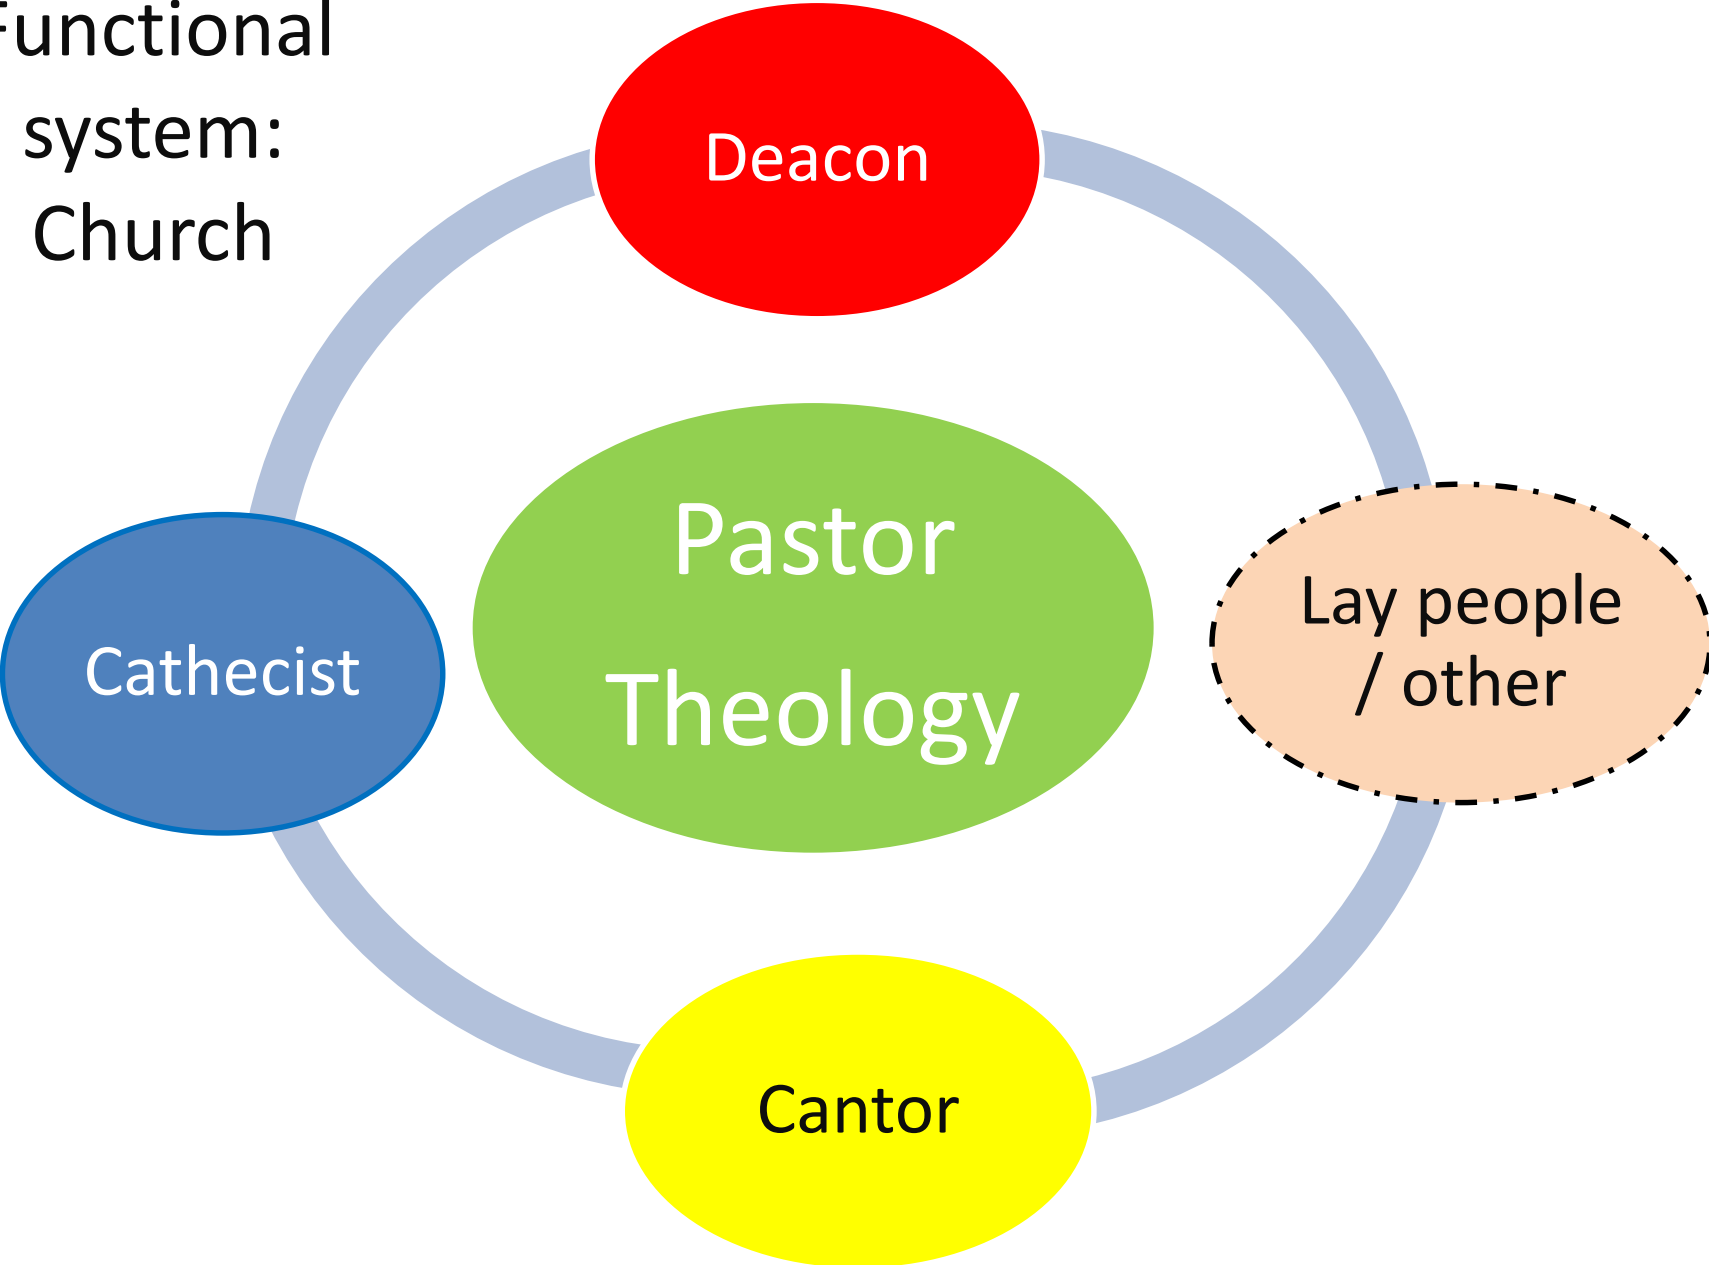 Functional
system:
Church
Deacon
Pastor
Theology
Lay people
/ other
Cathecist
Cantor